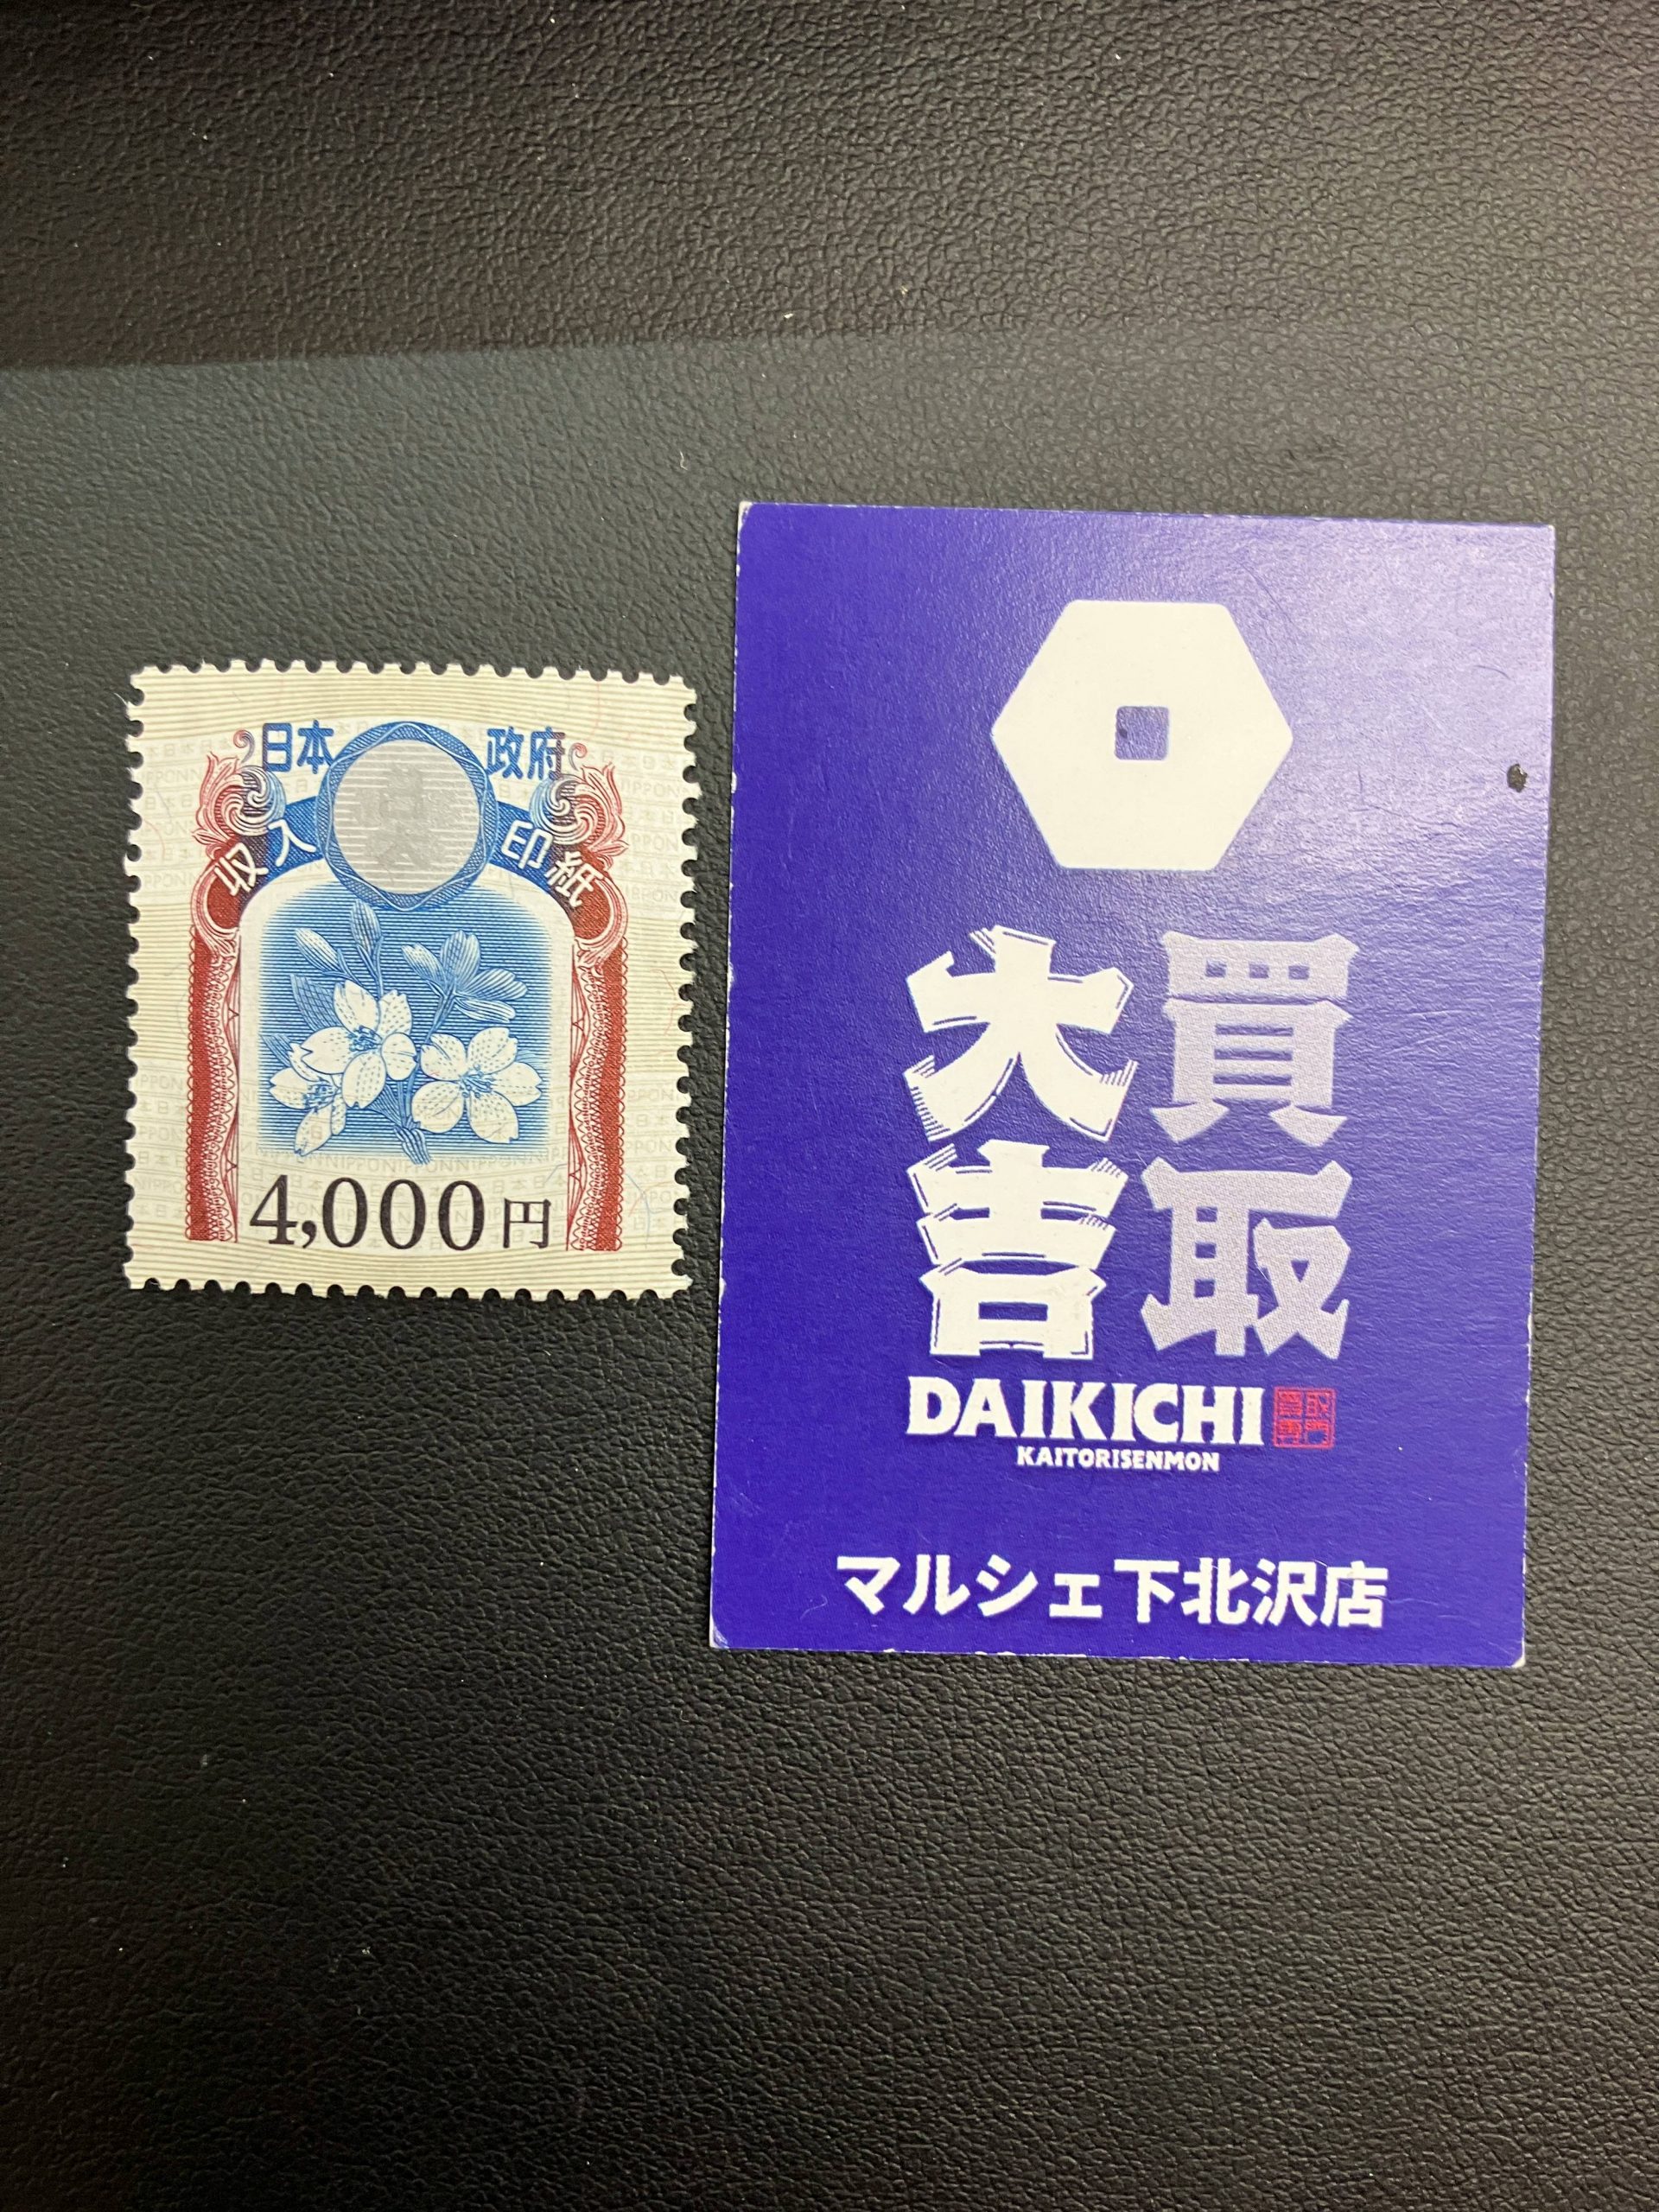 日本 政府
収入印紙
4,000円
買取
大吉
DAIKICHI
KAITORISENMON
マルシェ下北沢店